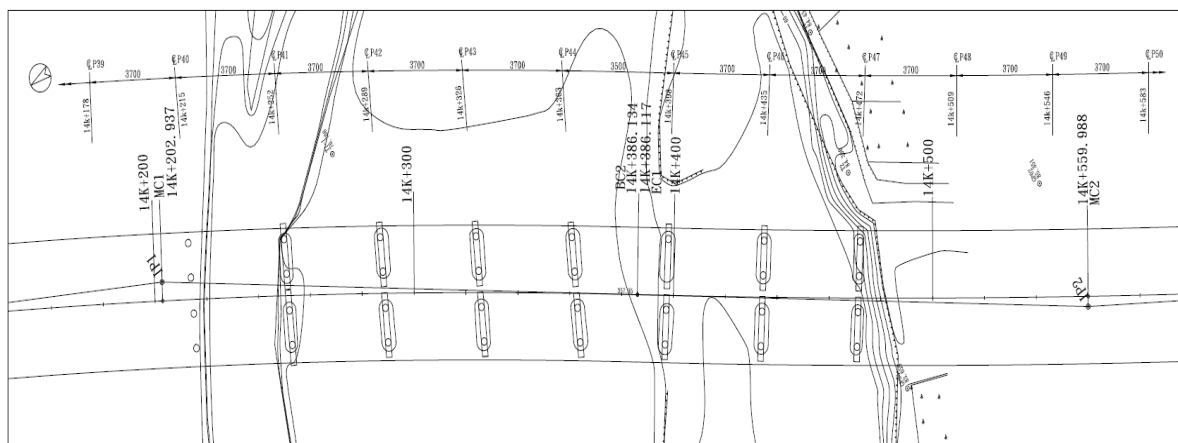 P39
P40
P41
P42
P43
P44
P45
P46
P47
P48
P49
P50
3700
3700
3700
3700
3700
3500
3700
3700
3700
3700
3700
14k+178
14k+215
14k+252
14k+289
14k+326
14k+398
14k+435
14k+472
14k+509
14k+546
14k+583
14K+200
MC1
14K+202.937
14K+300
BC2
14K+386.134
14K+386.117
EC1
14K+400
14K+500
14K+559.988
MC2
IP1
IP2